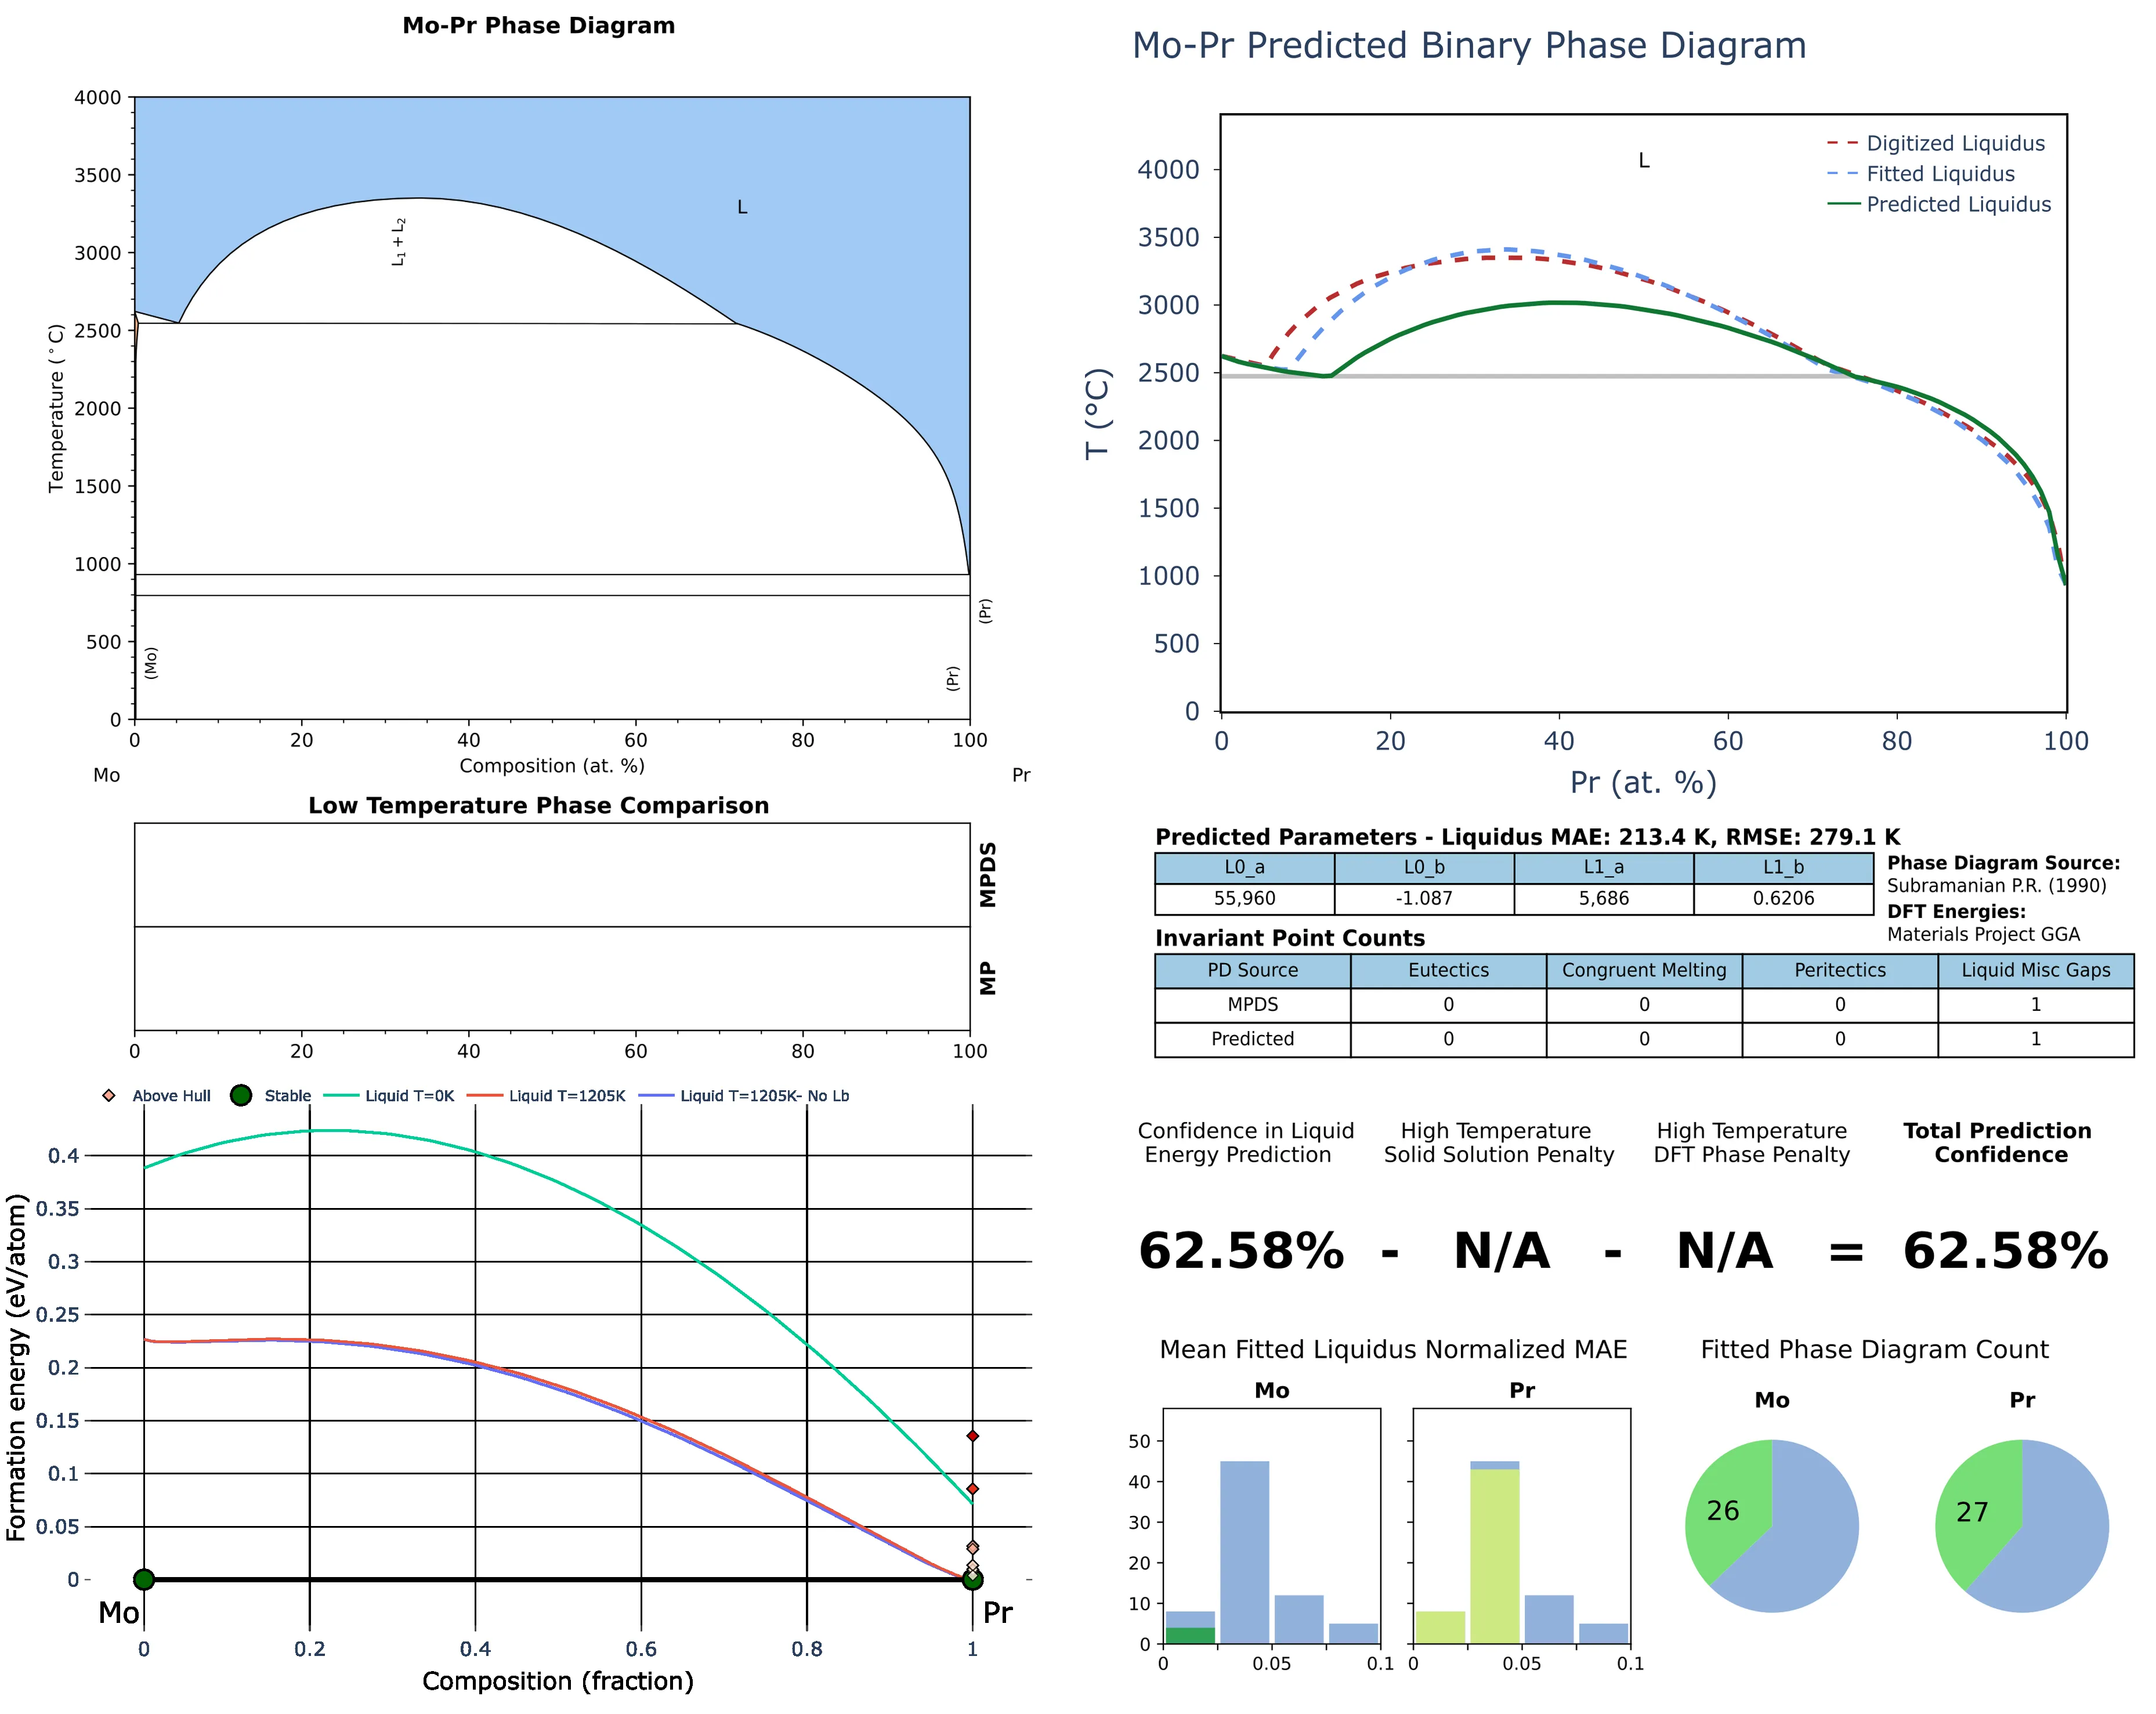 Mo-Pr Phase Diagram
4000
3500
3000
2500
2000
1500
1000
500
0
Temperature (°C)
L
L1 + L2
(Mo)
(Pr)
(Pr)
0 20 40 60 80 100
Composition (at. %)
Mo Pr
Low Temperature Phase Comparison
MPDS
MP
0 20 40 60 80 100
Above Hull Stable Liquid T=0K Liquid T=1205K Liquid T=1205K- No Lb
0.4
0.35
0.3
0.25
0.2
0.15
0.1
0.05
0
Formation energy (eV/atom)
Mo Pr
0 0.2 0.4 0.6 0.8 1
Composition (fraction)
Mo-Pr Predicted Binary Phase Diagram
L
Digitized Liquidus
Fitted Liquidus
Predicted Liquidus
4000
3500
3000
2500
2000
1500
1000
500
0
T (°C)
0 20 40 60 80 100
Pr (at. %)
Predicted Parameters - Liquidus MAE: 213.4 K, RMSE: 279.1 K
L0_a L0_b L1_a L1_b
55,960 -1.087 5,686 0.6206
Phase Diagram Source:
Subramanian P.R. (1990)
DFT Energies:
Materials Project GGA
Invariant Point Counts
PD Source Eutectics Congruent Melting Peritectics Liquid Misc Gaps
MPDS 0 0 0 1
Predicted 0 0 0 1
Confidence in Liquid
Energy Prediction
High Temperature
Solid Solution Penalty
High Temperature
DFT Phase Penalty
Total Prediction
Confidence
62.58% - N/A - N/A = 62.58%
Mean Fitted Liquidus Normalized MAE
Mo Pr
50
40
30
20
10
0
0 0.05 0.1 0 0.05 0.1
Fitted Phase Diagram Count
Mo Pr
26 27